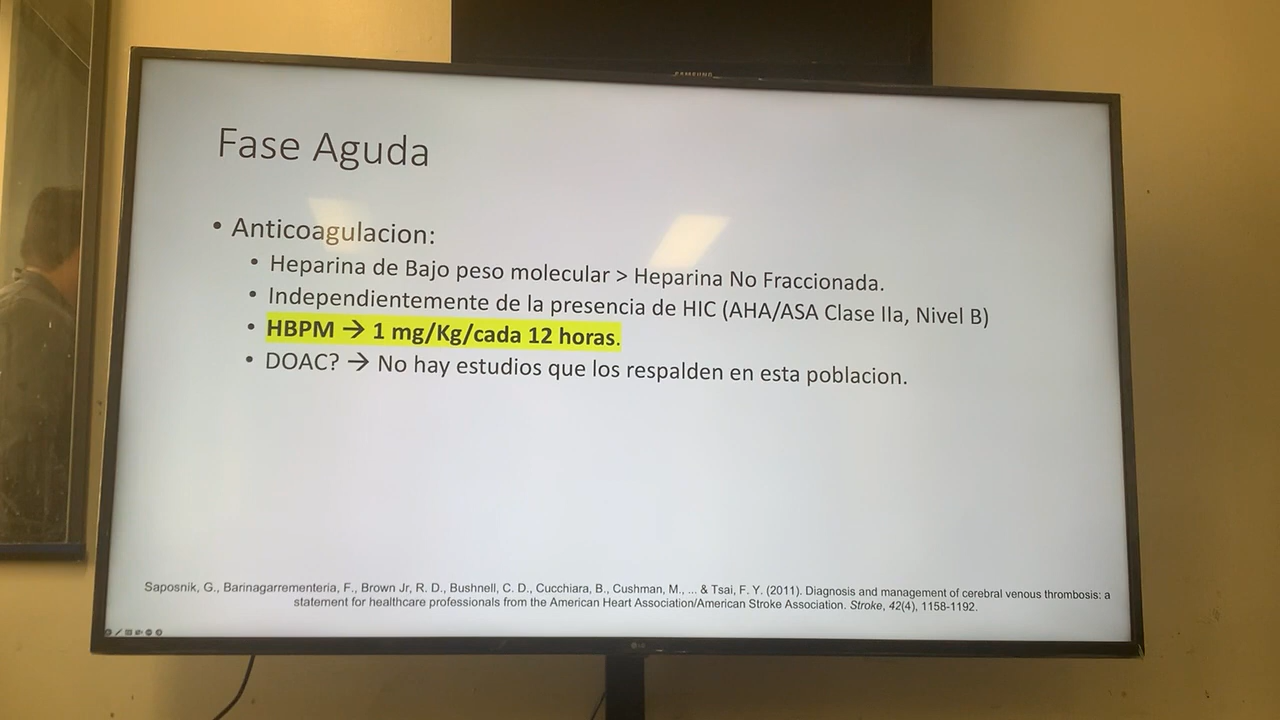 SAMSUNG
Fase Aguda
• Anticoagulacion:
• Heparina de Bajo peso molecular > Heparina No Fraccionada.
• Independientemente de la presencia de HIC (AHA/ASA Clase IIa, Nivel B)
• HBPM → 1 mg/Kg/cada 12 horas.
• DOAC? → No hay estudios que los respalden en esta poblacion.
Saposnik, G., Barinagarrementeria, F., Brown Jr, R. D., Bushnell, C. D., Cucchiara, B., Cushman, M., ... & Tsai, F. Y. (2011). Diagnosis and management of cerebral venous thrombosis: a
statement for healthcare professionals from the American Heart Association/American Stroke Association. Stroke, 42(4), 1158-1192.
LG